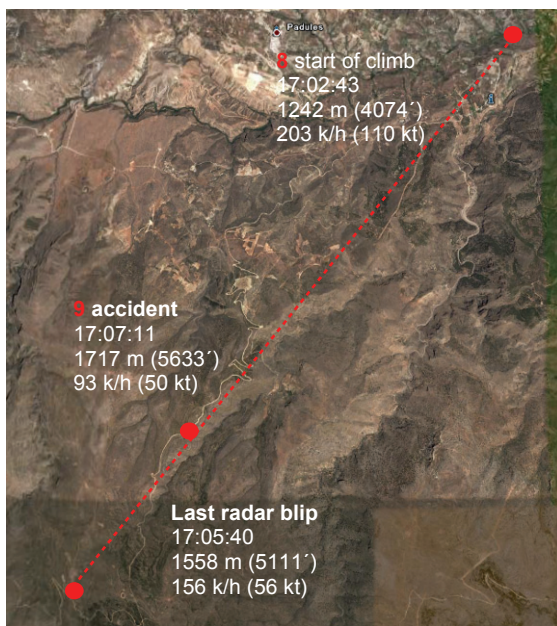 Padules
8 start of climb
17:02:43
1242 m (4074´)
203 k/h (110 kt)
9 accident
17:07:11
1717 m (5633´)
93 k/h (50 kt)
Last radar blip
17:05:40
1558 m (5111´)
156 k/h (56 kt)